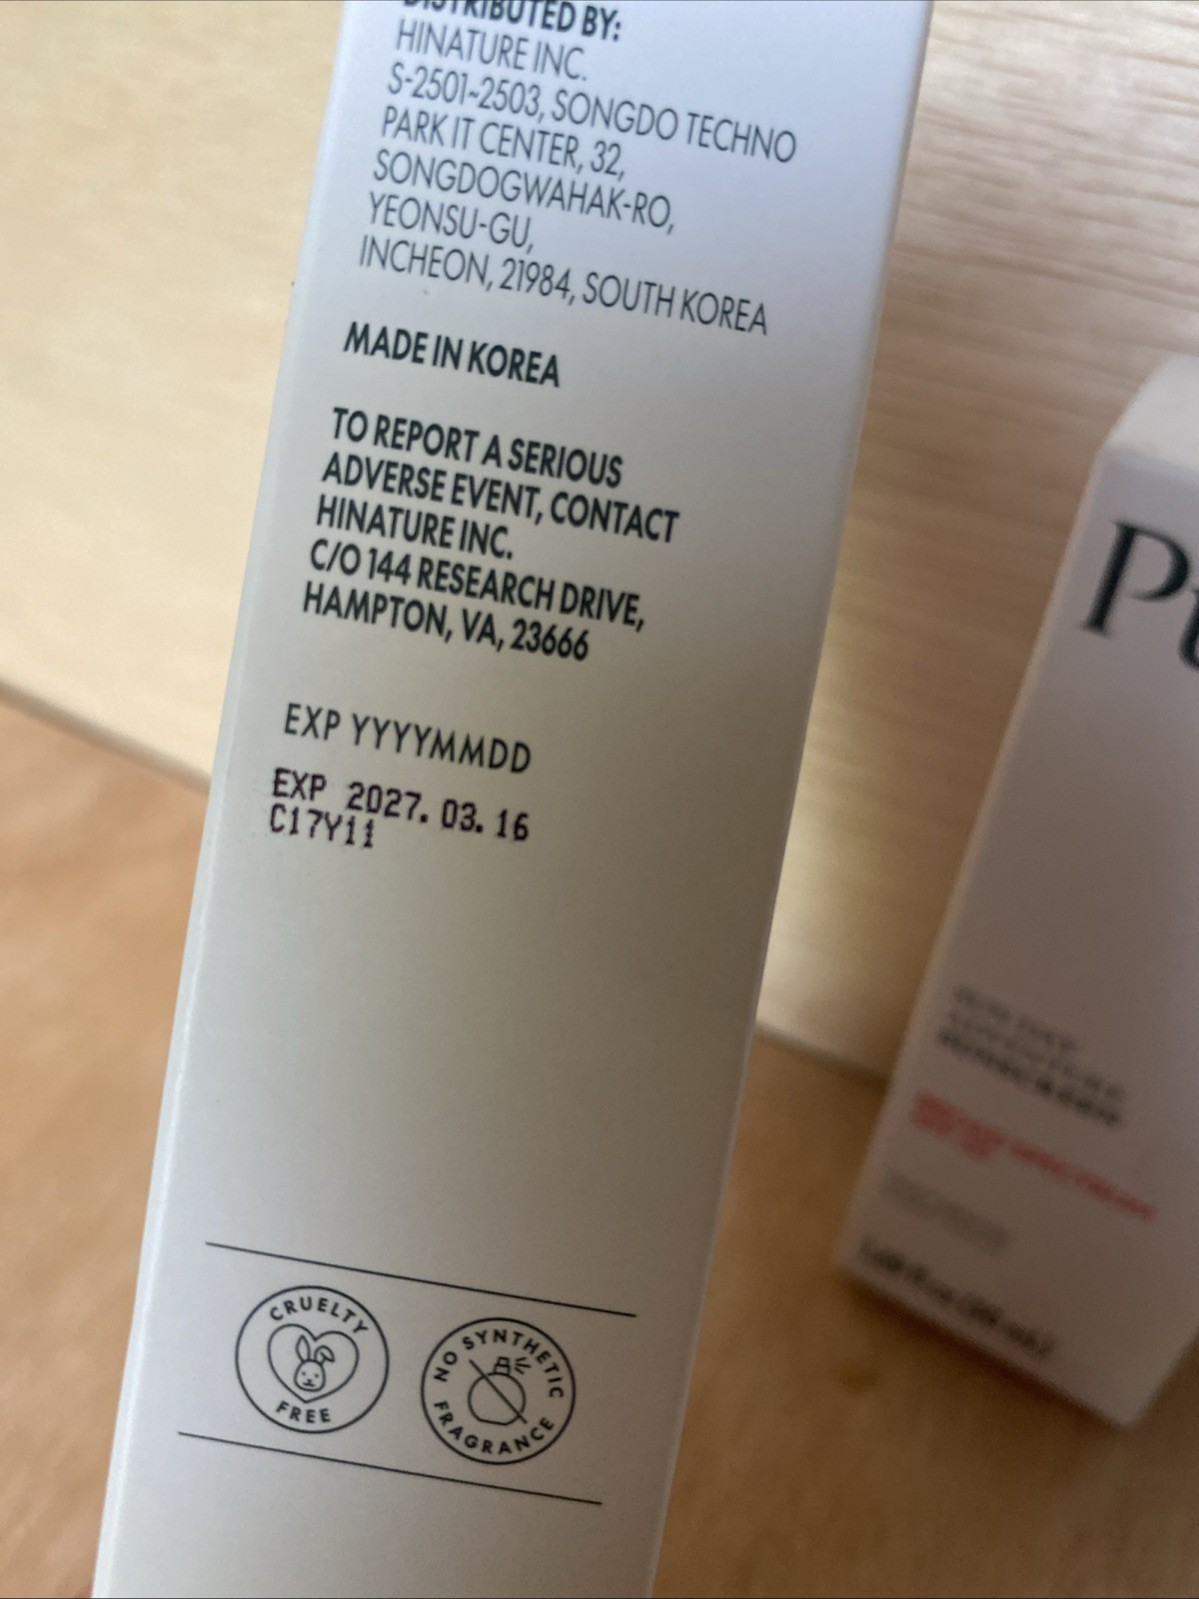 DISTRIBUTED BY:
HINATURE INC.
S-2501~2503, SONGDO TECHNO
PARK IT CENTER, 32,
SONGDOGWAHAK-RO,
YEONSU-GU,
INCHEON, 21984, SOUTH KOREA
MADE IN KOREA
TO REPORT A SERIOUS
ADVERSE EVENT, CONTACT
HINATURE INC.
C/O 144 RESEARCH DRIVE,
HAMPTON, VA, 23666
EXP YYYYMMDD
EXP 2027. 03. 16
C17Y11
CRUELTY
FREE
NO SYNTHETIC
FRAGRANCE